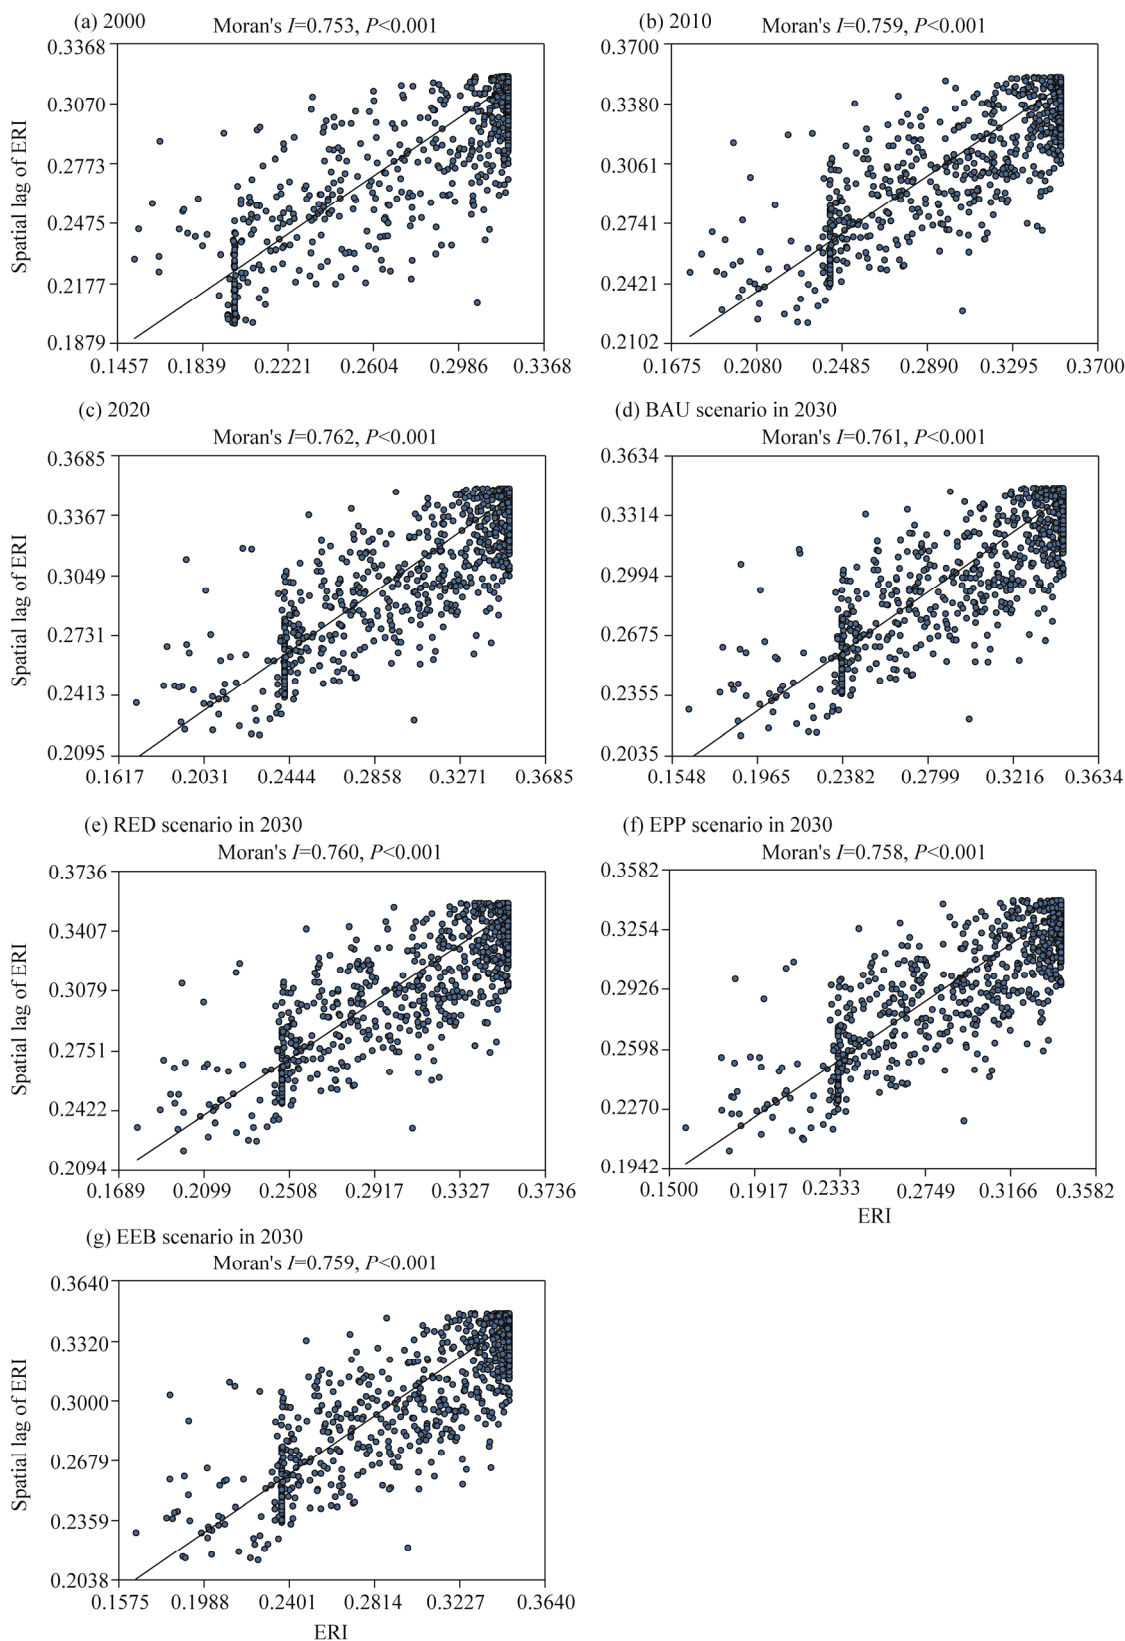 (a) 2000
Moran's I=0.753, P<0.001
Spatial lag of ERI
0.3368
0.3070
0.2773
0.2475
0.2177
0.1879
0.1457 0.1839 0.2221 0.2604 0.2986 0.3368
(b) 2010
Moran's I=0.759, P<0.001
0.3700
0.3380
0.3061
0.2741
0.2421
0.2102
0.1675 0.2080 0.2485 0.2890 0.3295 0.3700
(c) 2020
Moran's I=0.762, P<0.001
Spatial lag of ERI
0.3685
0.3367
0.3049
0.2731
0.2413
0.2095
0.1617 0.2031 0.2444 0.2858 0.3271 0.3685
(d) BAU scenario in 2030
Moran's I=0.761, P<0.001
0.3634
0.3314
0.2994
0.2675
0.2355
0.2035
0.1548 0.1965 0.2382 0.2799 0.3216 0.3634
(e) RED scenario in 2030
Moran's I=0.760, P<0.001
Spatial lag of ERI
0.3736
0.3407
0.3079
0.2751
0.2422
0.2094
0.1689 0.2099 0.2508 0.2917 0.3327 0.3736
(f) EPP scenario in 2030
Moran's I=0.758, P<0.001
0.3582
0.3254
0.2926
0.2598
0.2270
0.1942
0.1500 0.1917 0.2333 0.2749 0.3166 0.3582
ERI
(g) EEB scenario in 2030
Moran's I=0.759, P<0.001
Spatial lag of ERI
0.3640
0.3320
0.3000
0.2679
0.2359
0.2038
0.1575 0.1988 0.2401 0.2814 0.3227 0.3640
ERI